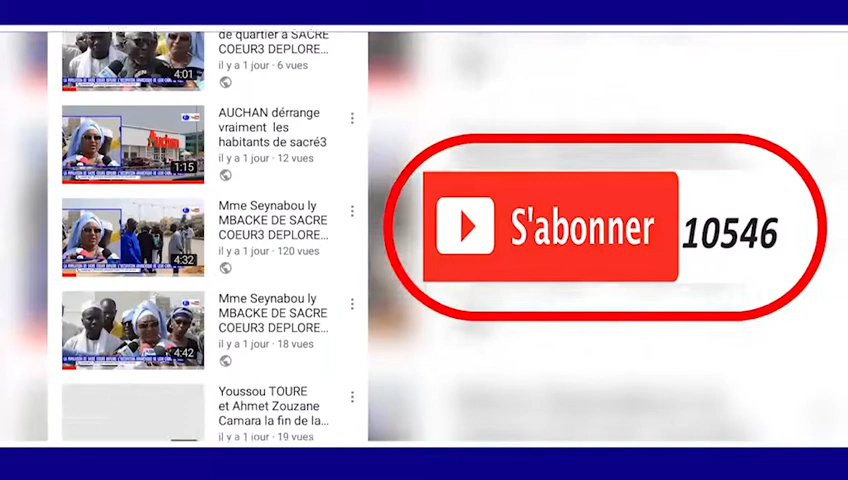 de quartier à SACRE
COEUR3 DEPLORE...
il y a 1 jour · 6 vues
4:01
AUCHAN dérrange
vraiment les
habitants de sacré3
il y a 1 jour · 12 vues
Auchan
1:15
Mme Seynabou ly
MBACKE DE SACRE
COEUR3 DEPLORE...
il y a 1 jour · 120 vues
4:32
Mme Seynabou ly
MBACKE DE SACRE
COEUR3 DEPLORE...
il y a 1 jour · 18 vues
4:42
Youssou TOURE
et Ahmet Zouzane
Camara la fin de la...
il y a 1 jour · 19 vues
S'abonner
10546